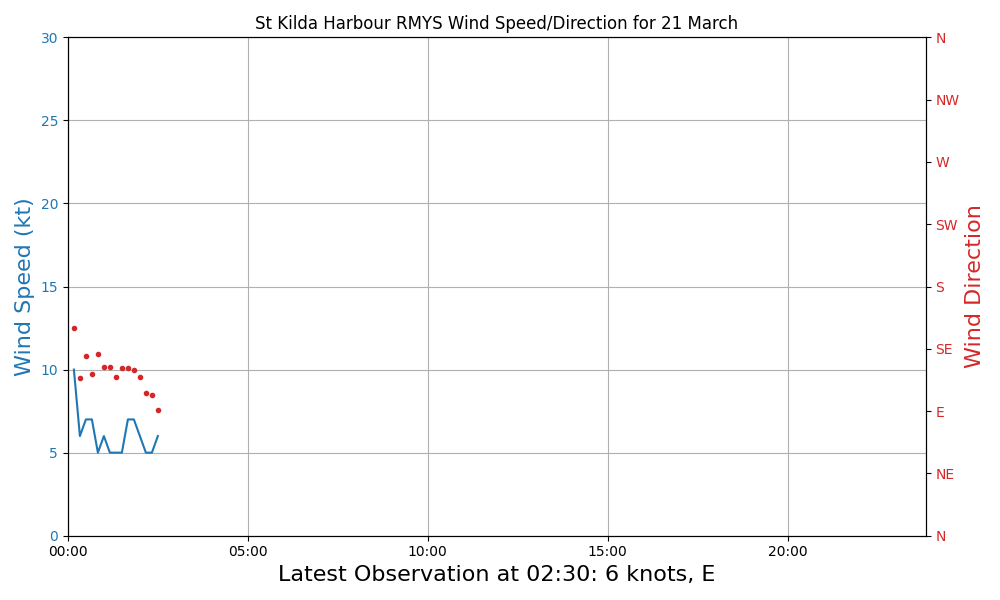 St Kilda Harbour RMYS Wind Speed/Direction for 21 March
Wind Speed (kt)
30
25
20
15
10
5
0
N
NW
W
SW
S
SE
E
NE
N
Wind Direction
00:00 05:00 10:00 15:00 20:00
Latest Observation at 02:30: 6 knots, E